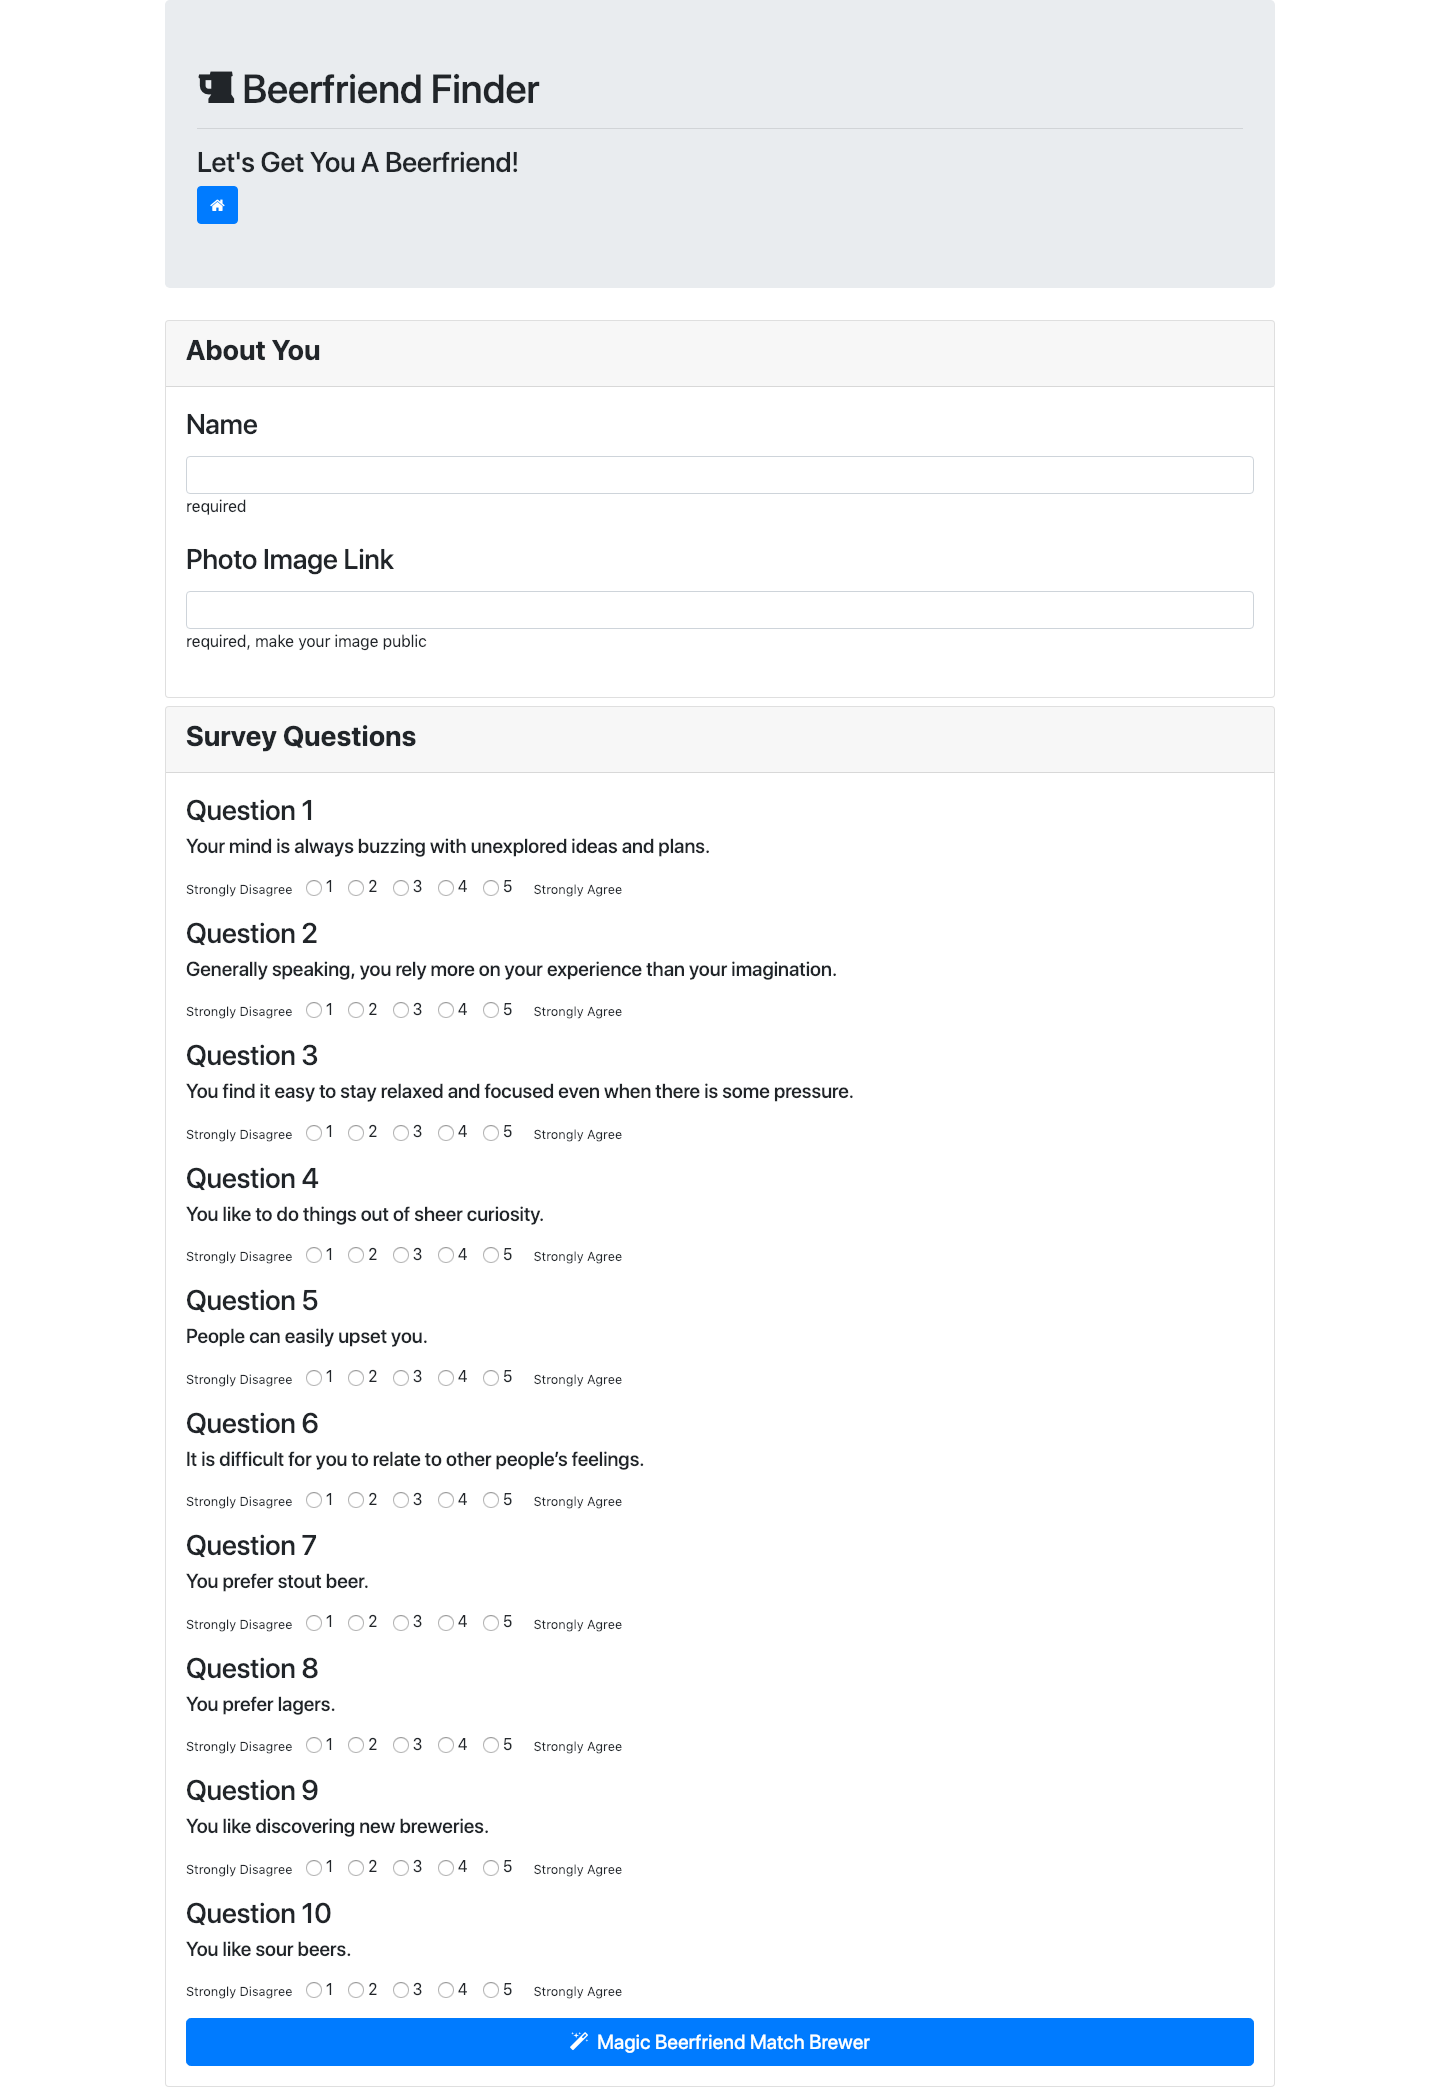 Beerfriend Finder
Let's Get You A Beerfriend!
About You
Name
required
Photo Image Link
required, make your image public
Survey Questions
Question 1
Your mind is always buzzing with unexplored ideas and plans.
Strongly Disagree 1 2 3 4 5 Strongly Agree
Question 2
Generally speaking, you rely more on your experience than your imagination.
Strongly Disagree 1 2 3 4 5 Strongly Agree
Question 3
You find it easy to stay relaxed and focused even when there is some pressure.
Strongly Disagree 1 2 3 4 5 Strongly Agree
Question 4
You like to do things out of sheer curiosity.
Strongly Disagree 1 2 3 4 5 Strongly Agree
Question 5
People can easily upset you.
Strongly Disagree 1 2 3 4 5 Strongly Agree
Question 6
It is difficult for you to relate to other people’s feelings.
Strongly Disagree 1 2 3 4 5 Strongly Agree
Question 7
You prefer stout beer.
Strongly Disagree 1 2 3 4 5 Strongly Agree
Question 8
You prefer lagers.
Strongly Disagree 1 2 3 4 5 Strongly Agree
Question 9
You like discovering new breweries.
Strongly Disagree 1 2 3 4 5 Strongly Agree
Question 10
You like sour beers.
Strongly Disagree 1 2 3 4 5 Strongly Agree
Magic Beerfriend Match Brewer